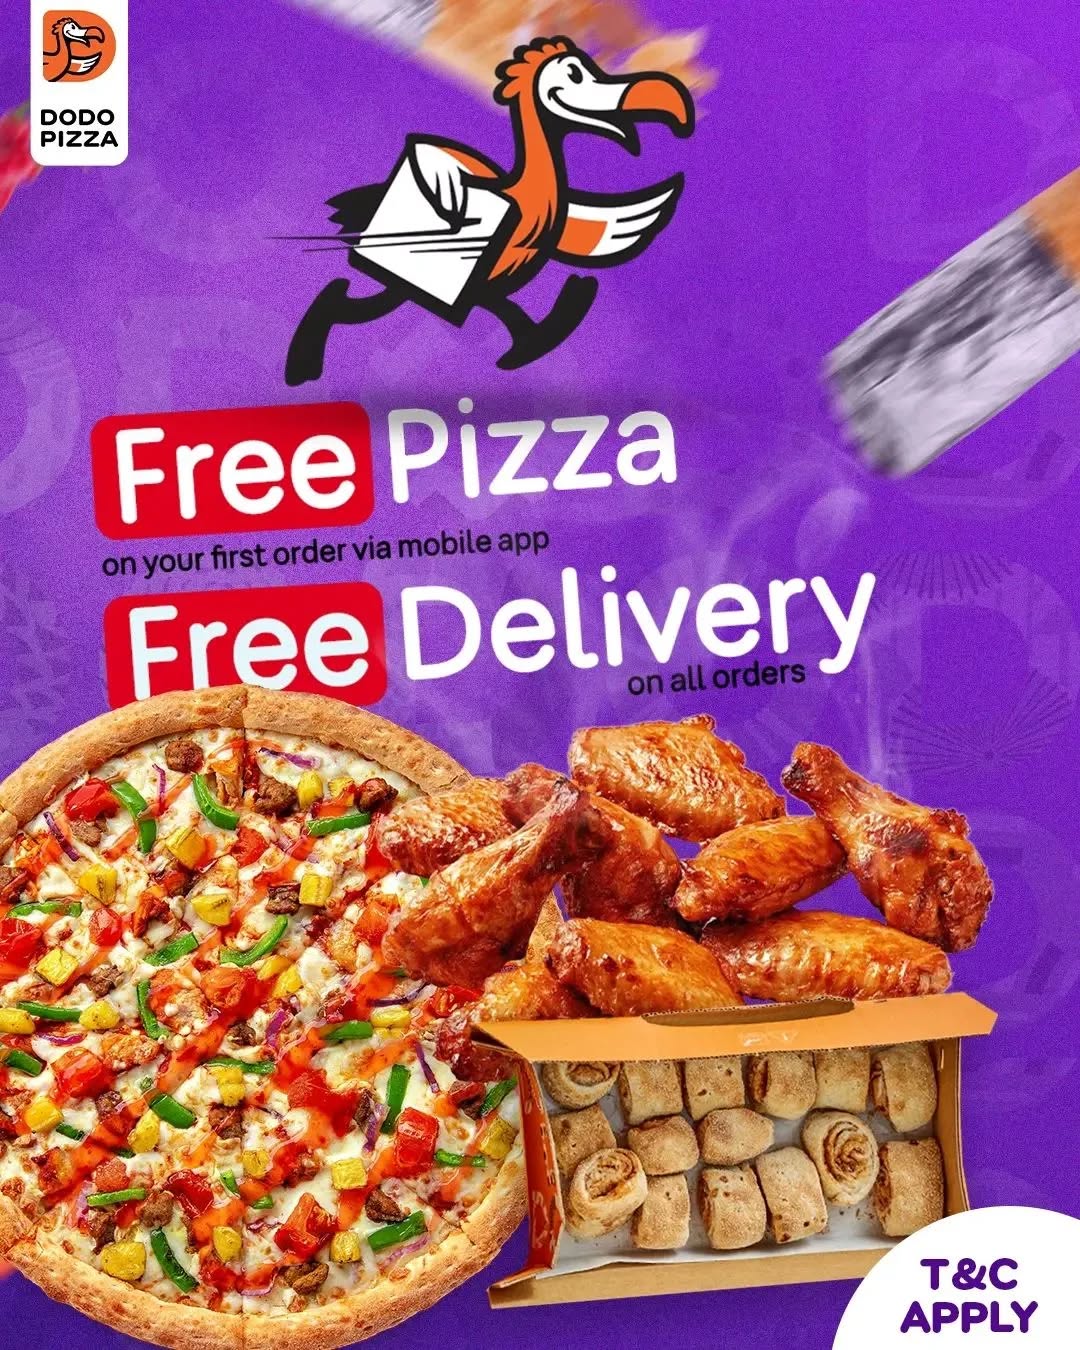 DODO
PIZZA
Free Pizza
on your first order via mobile app
Free Delivery
on all orders
T&C
APPLY